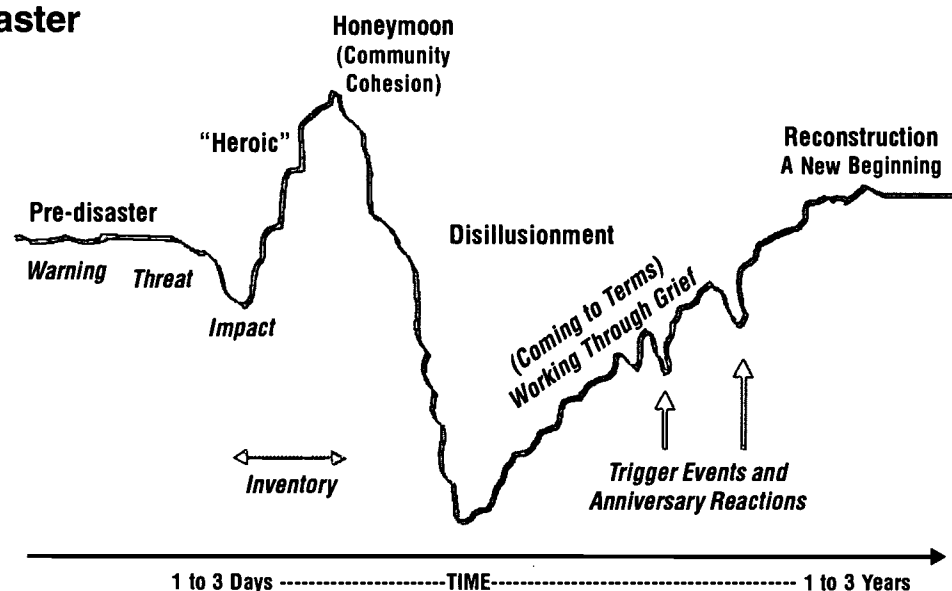 aster
Honeymoon
(Community
Cohesion)
“Heroic”
Reconstruction
A New Beginning
Pre-disaster
Disillusionment
Warning
Threat
Impact
(Coming to Terms)
Working Through Grief
Inventory
Trigger Events and
Anniversary Reactions
1 to 3 Days -----------------------TIME------------------------------------------ 1 to 3 Years